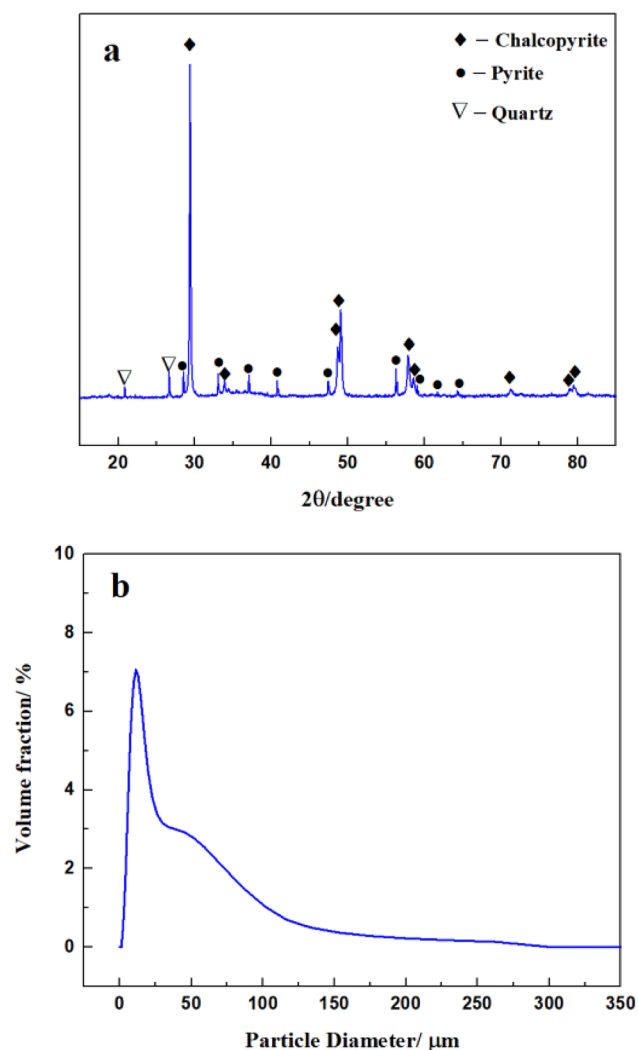 a
♦ – Chalcopyrite
● – Pyrite
▽ – Quartz
20 30 40 50 60 70 80
2θ/degree
b
10
8
6
4
2
0
Volume fraction/ %
0 50 100 150 200 250 300 350
Particle Diameter/ μm